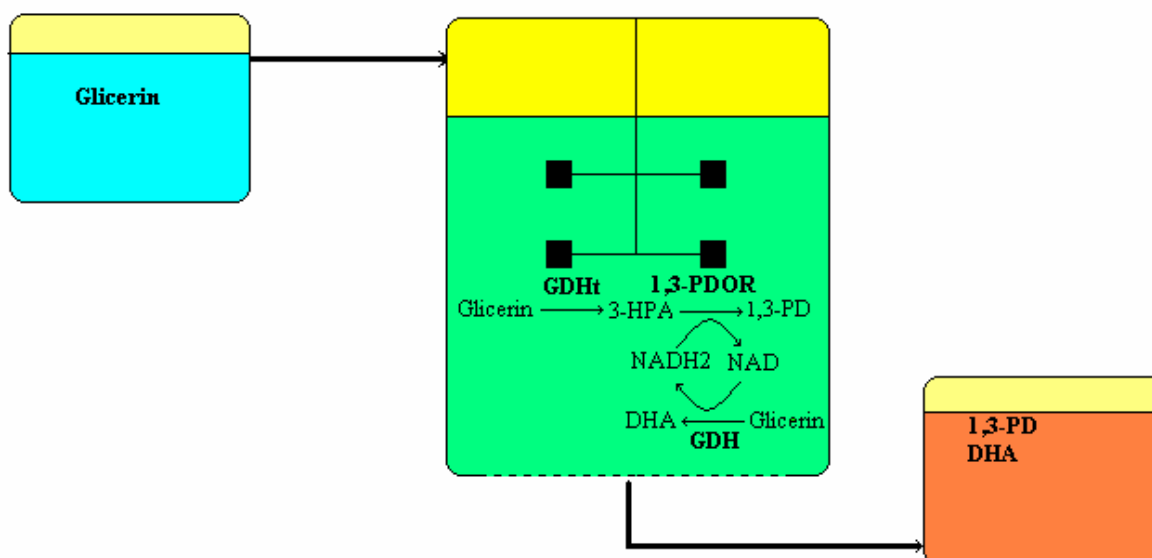 Glicerin
GDHt 1,3-PDOR
Glicerin 3-HPA 1,3-PD
NADH2 NAD
DHA Glicerin
GDH
1,3-PD
DHA